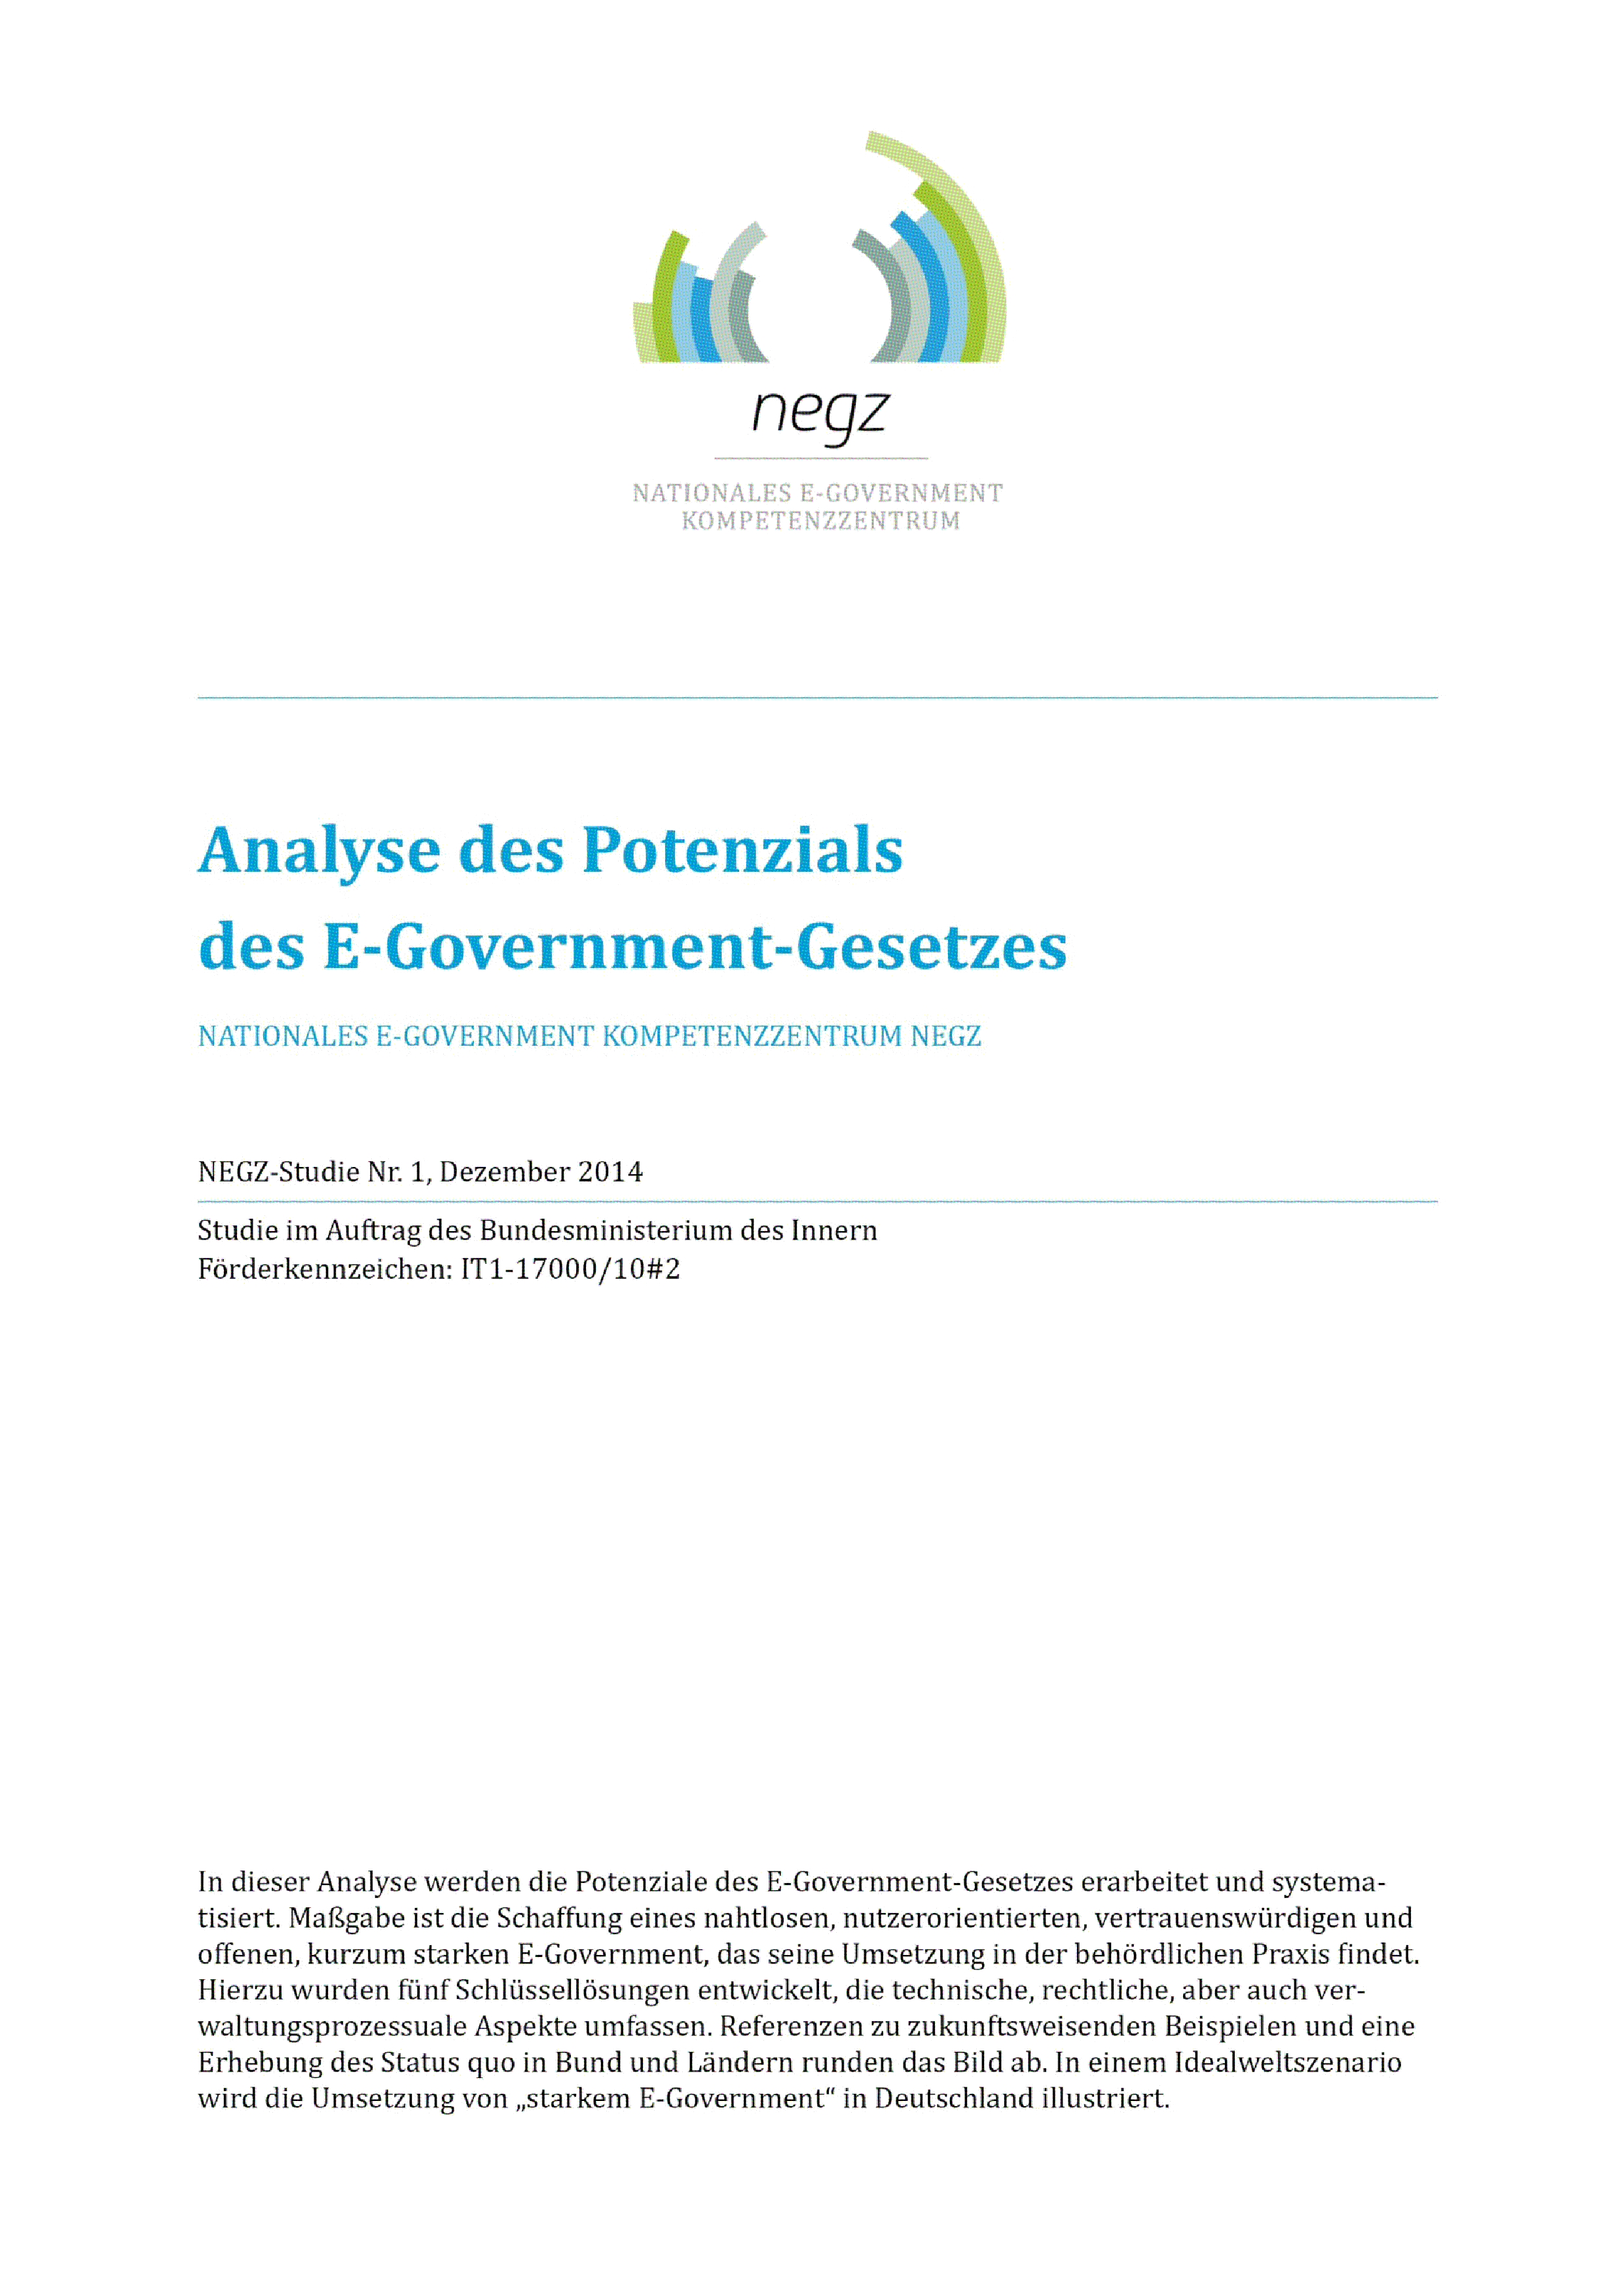 negz
NATIONALES E-GOVERNMENT
KOMPETENZZENTRUM
Analyse des Potenzials
des E-Government-Gesetzes
NATIONALES E-GOVERNMENT KOMPETENZZENTRUM NEGZ
NEGZ-Studie Nr. 1, Dezember 2014
Studie im Auftrag des Bundesministerium des Innern
Förderkennzeichen: IT1-17000/10#2
In dieser Analyse werden die Potenziale des E-Government-Gesetzes erarbeitet und systema-
tisiert. Maßgabe ist die Schaffung eines nahtlosen, nutzerorientierten, vertrauenswürdigen und
offenen, kurzum starken E-Government, das seine Umsetzung in der behördlichen Praxis findet.
Hierzu wurden fünf Schlüssellösungen entwickelt, die technische, rechtliche, aber auch ver-
waltungsprozessuale Aspekte umfassen. Referenzen zu zukunftsweisenden Beispielen und eine
Erhebung des Status quo in Bund und Ländern runden das Bild ab. In einem Idealweltszenario
wird die Umsetzung von „starkem E-Government“ in Deutschland illustriert.